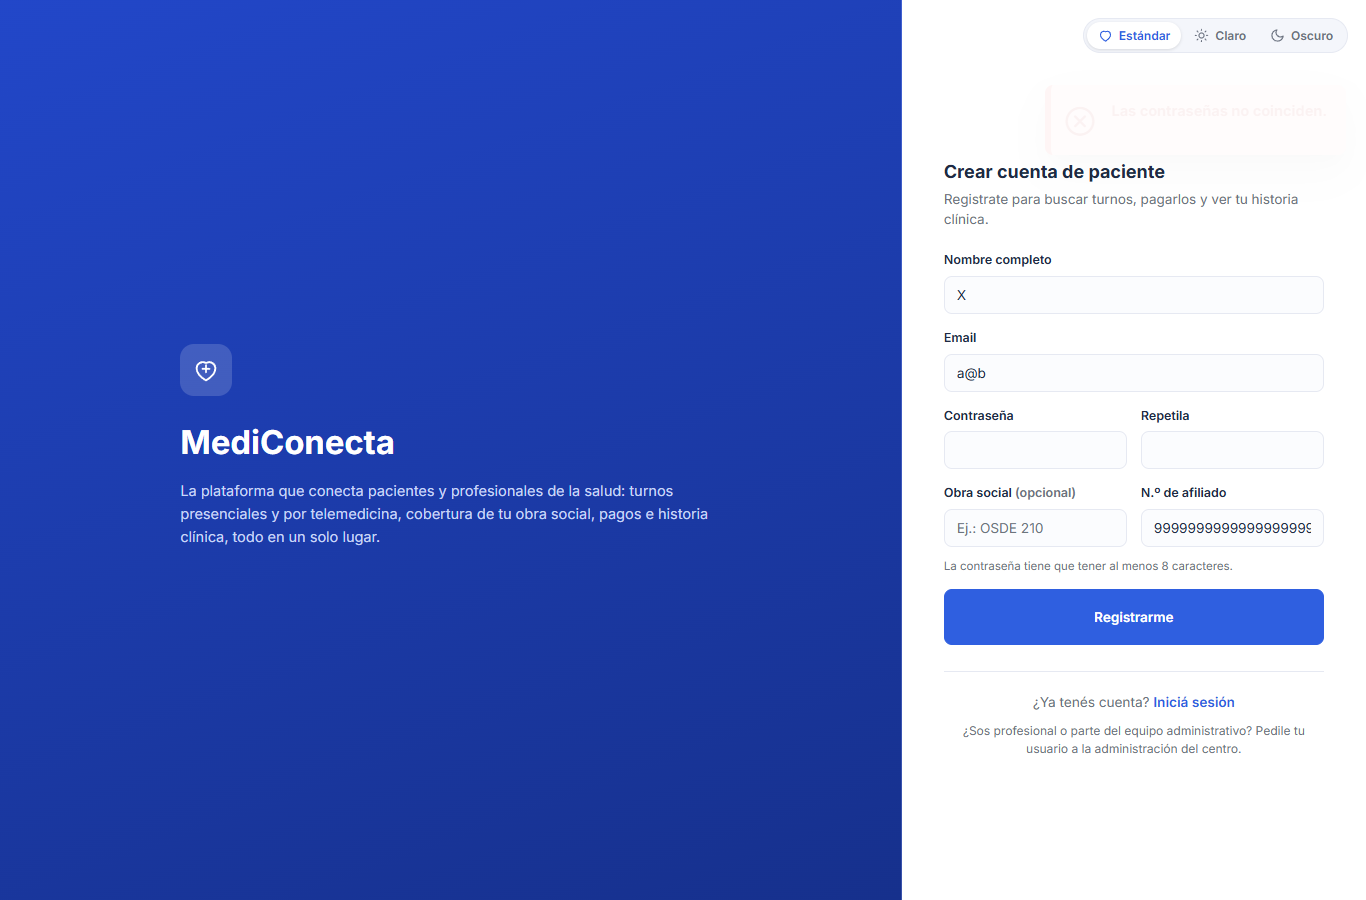 Estándar Claro Oscuro
Las contraseñas no coinciden.
MediConecta
La plataforma que conecta pacientes y profesionales de la salud: turnos
presenciales y por telemedicina, cobertura de tu obra social, pagos e historia
clínica, todo en un solo lugar.
Crear cuenta de paciente
Registrate para buscar turnos, pagarlos y ver tu historia
clínica.
Nombre completo
X
Email
a@b
Contraseña Repetila
Obra social (opcional) N.º de afiliado
Ej.: OSDE 210 99999999999999999999
La contraseña tiene que tener al menos 8 caracteres.
Registrarme
¿Ya tenés cuenta? Iniciá sesión
¿Sos profesional o parte del equipo administrativo? Pedile tu
usuario a la administración del centro.